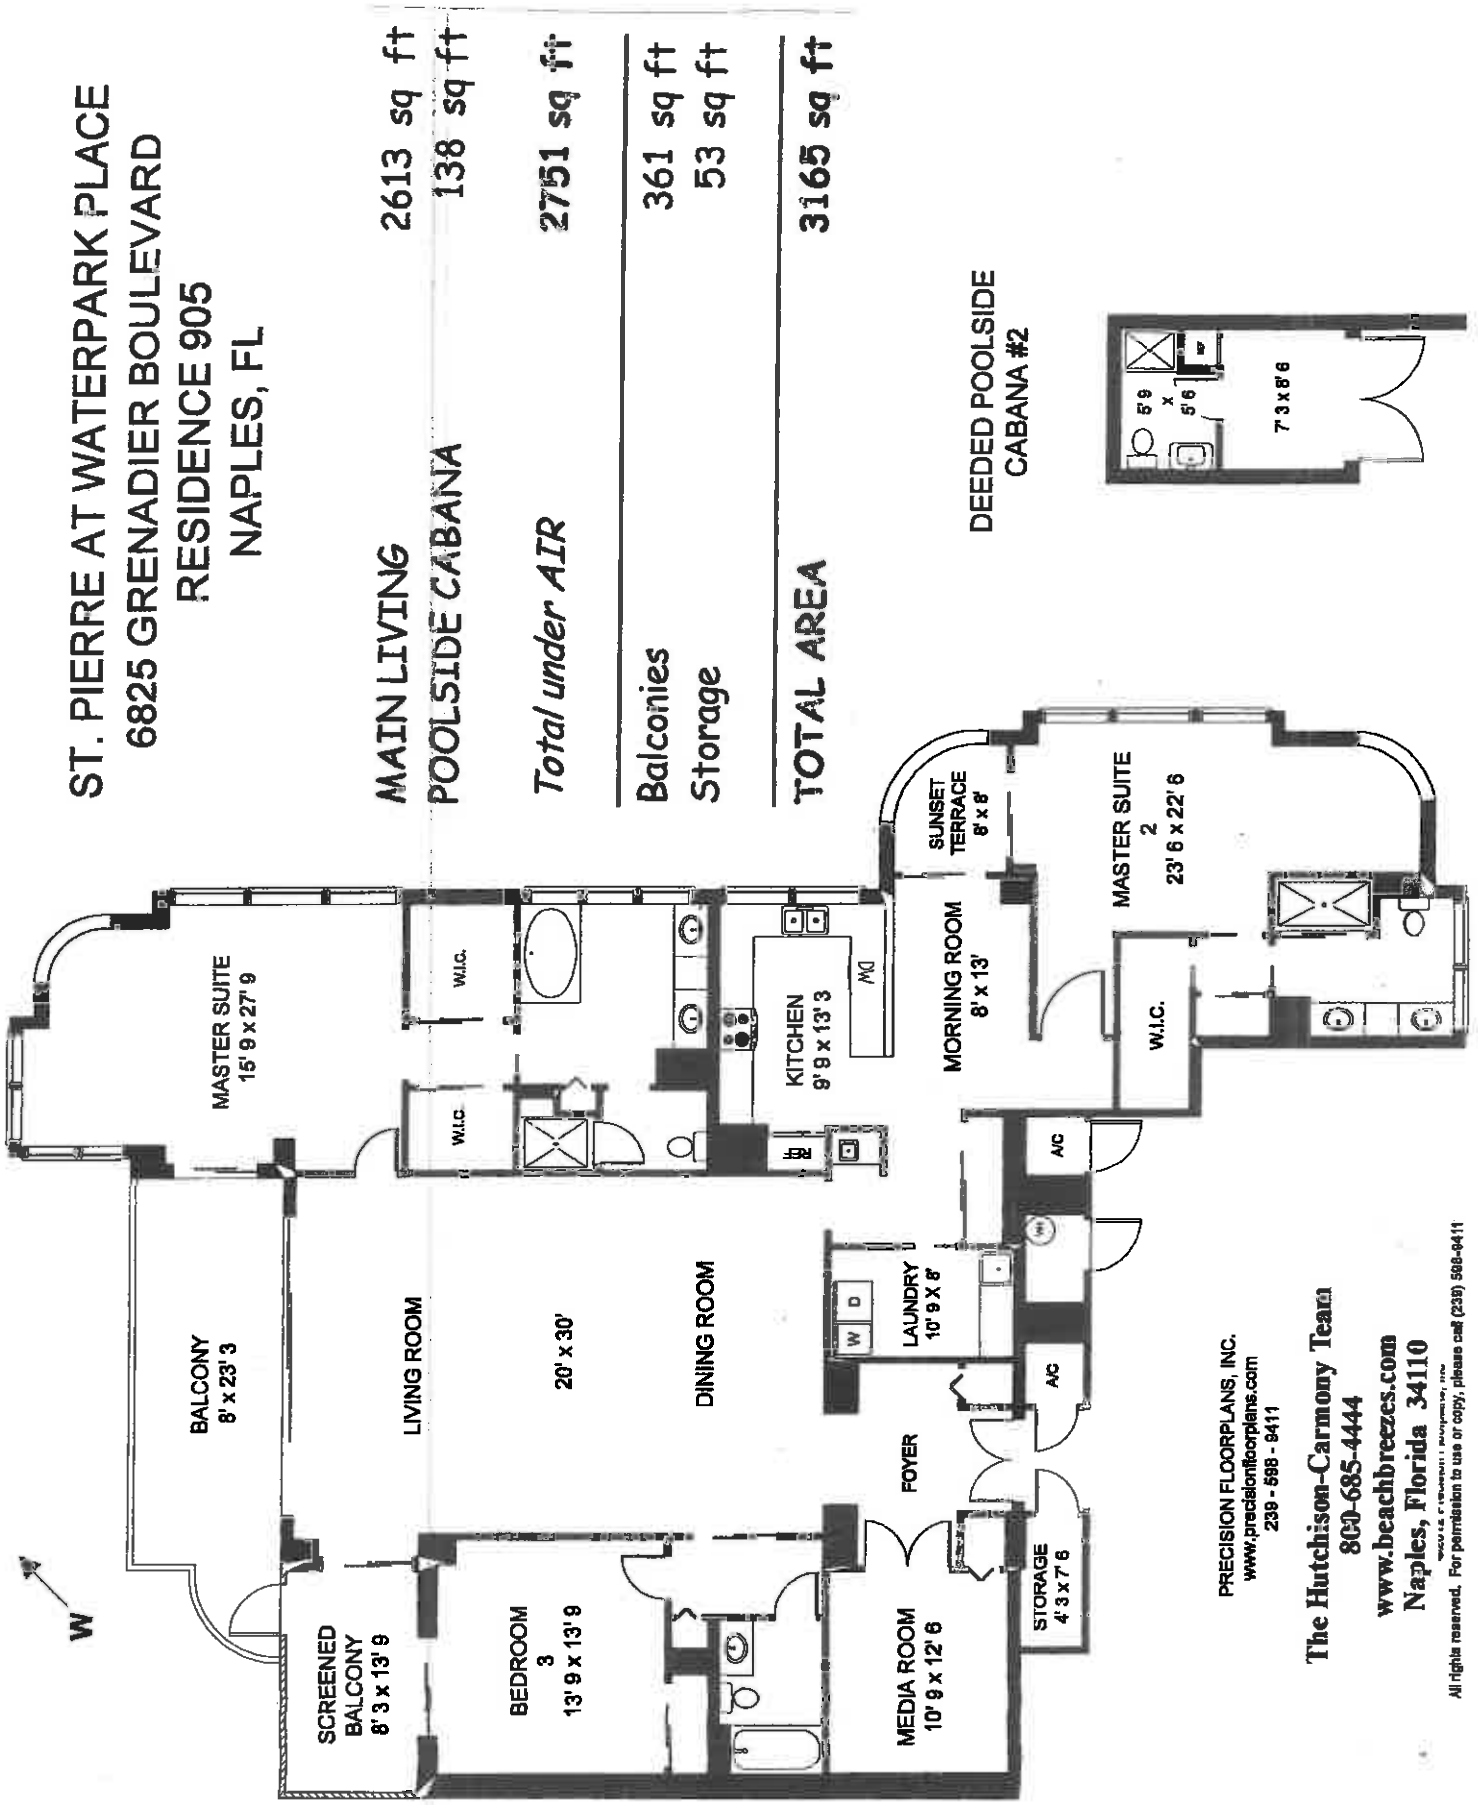 ST. PIERRE AT WATERPARK PLACE
6825 GRENADIER BOULEVARD
RESIDENCE 905
NAPLES, FL
MAIN LIVING 2613 sq ft
POOLSIDE CABANA 138 sq ft
Total under AIR 2751 sq ft
Balconies 361 sq ft
Storage 53 sq ft
TOTAL AREA 3165 sq ft
DEEDED POOLSIDE
CABANA #2
5' 9
x
5' 6
REF
7' 3 x 8' 6
W
BALCONY
8' x 23' 3
SCREENED
BALCONY
8' 3 x 13' 9
MASTER SUITE
15' 9 x 27' 9
W.I.C.
W.I.C.
LIVING ROOM
20' x 30'
DINING ROOM
BEDROOM
3
13' 9 x 13' 9
KITCHEN
9' 9 x 13' 3
DW
REF
MORNING ROOM
8' x 13'
SUNSET
TERRACE
8' x 8'
MASTER SUITE
2
23' 6 x 22' 6
W.I.C.
W D
LAUNDRY
10' 9 X 8'
FOYER
MEDIA ROOM
10' 9 x 12' 6
STORAGE
4' 3 x 7' 6
A/C
WH
A/C
PRECISION FLOORPLANS, INC.
www.precisionfloorplans.com
239 - 598 - 9411
The Hutchison-Carmony Team
800-685-4444
www.beachbreezes.com
Naples, Florida 34110
All rights reserved. For permission to use or copy, please call (239) 598-9411